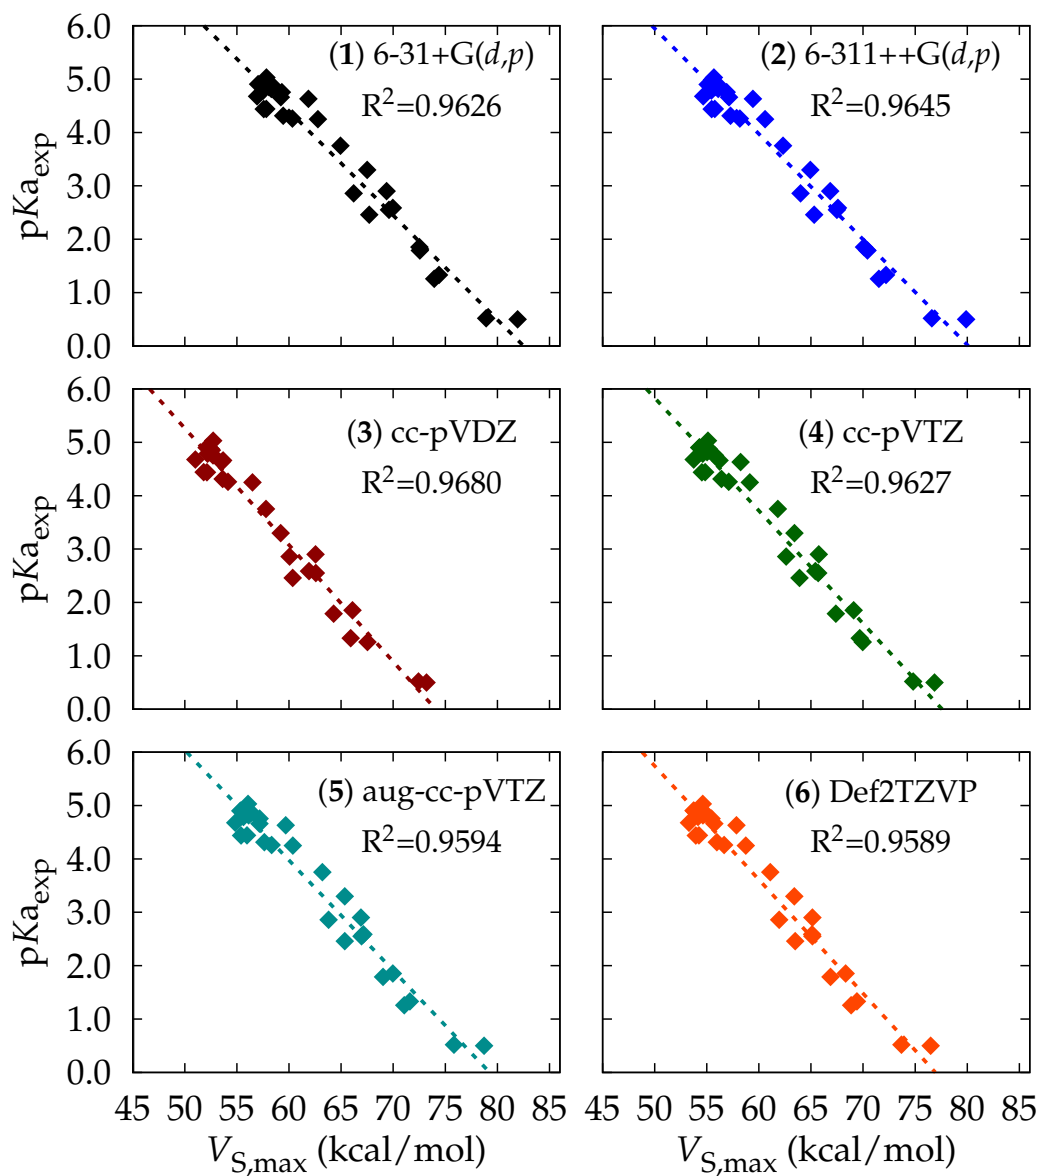 (1) 6-31+G(d,p)
R²=0.9626
6.0
5.0
4.0
3.0
2.0
1.0
0.0
pKa_exp
(2) 6-311++G(d,p)
R²=0.9645
(3) cc-pVDZ
R²=0.9680
6.0
5.0
4.0
3.0
2.0
1.0
0.0
pKa_exp
(4) cc-pVTZ
R²=0.9627
(5) aug-cc-pVTZ
R²=0.9594
6.0
5.0
4.0
3.0
2.0
1.0
0.0
pKa_exp
45 50 55 60 65 70 75 80 85
V_S,max (kcal/mol)
(6) Def2TZVP
R²=0.9589
45 50 55 60 65 70 75 80 85
V_S,max (kcal/mol)